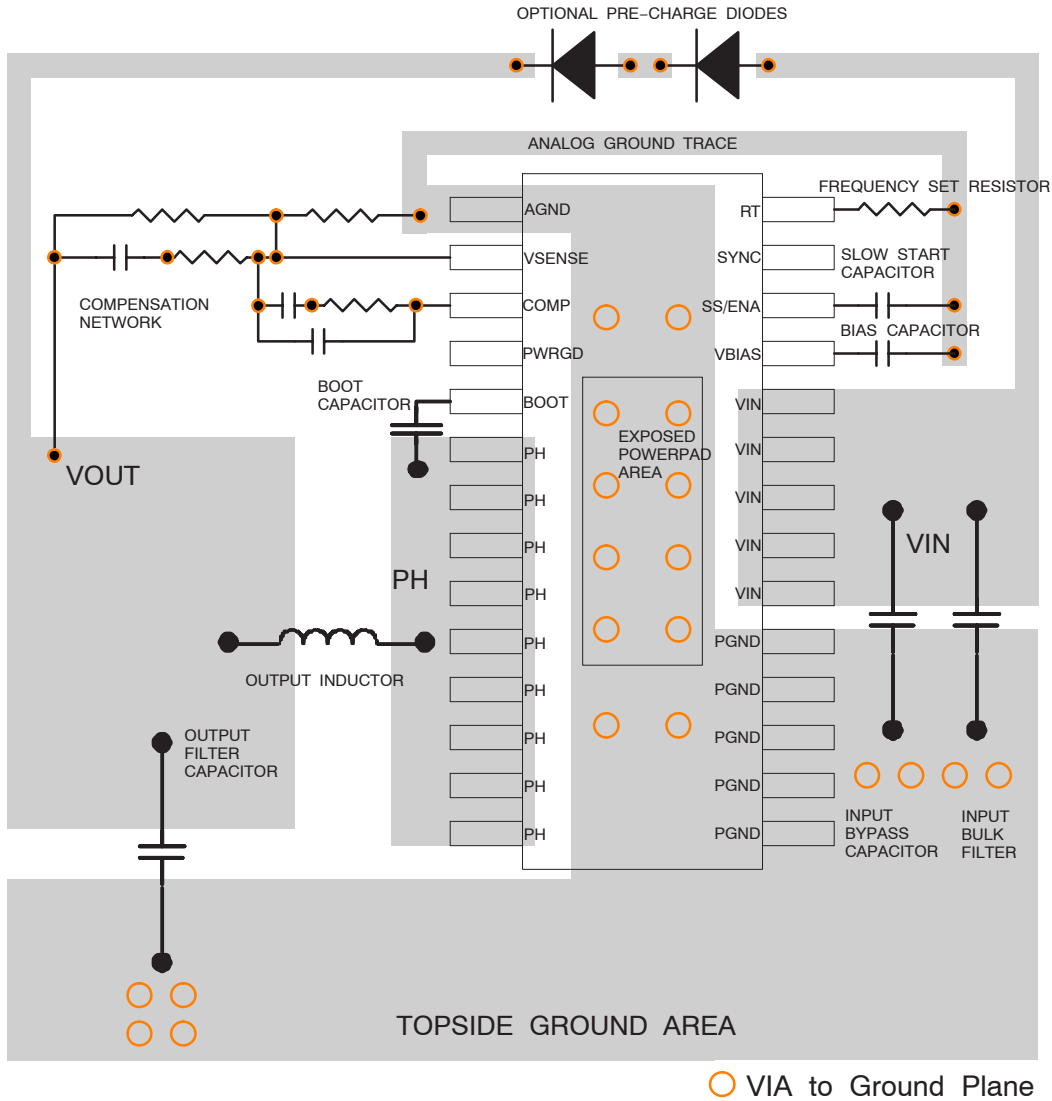 OPTIONAL PRE-CHARGE DIODES
ANALOG GROUND TRACE
FREQUENCY SET RESISTOR
AGND
RT
VSENSE
SYNC
SLOW START
CAPACITOR
COMPENSATION
NETWORK
COMP
SS/ENA
BIAS CAPACITOR
PWRGD
VBIAS
BOOT
CAPACITOR
BOOT
VIN
EXPOSED
POWERPAD
AREA
PH
VIN
VOUT
PH
VIN
PH
VIN
VIN
PH
PH
VIN
PH
PGND
OUTPUT INDUCTOR
PH
PGND
OUTPUT
FILTER
CAPACITOR
PH
PGND
PH
PGND
PH
PGND
INPUT
BYPASS
CAPACITOR
INPUT
BULK
FILTER
TOPSIDE GROUND AREA
VIA to Ground Plane